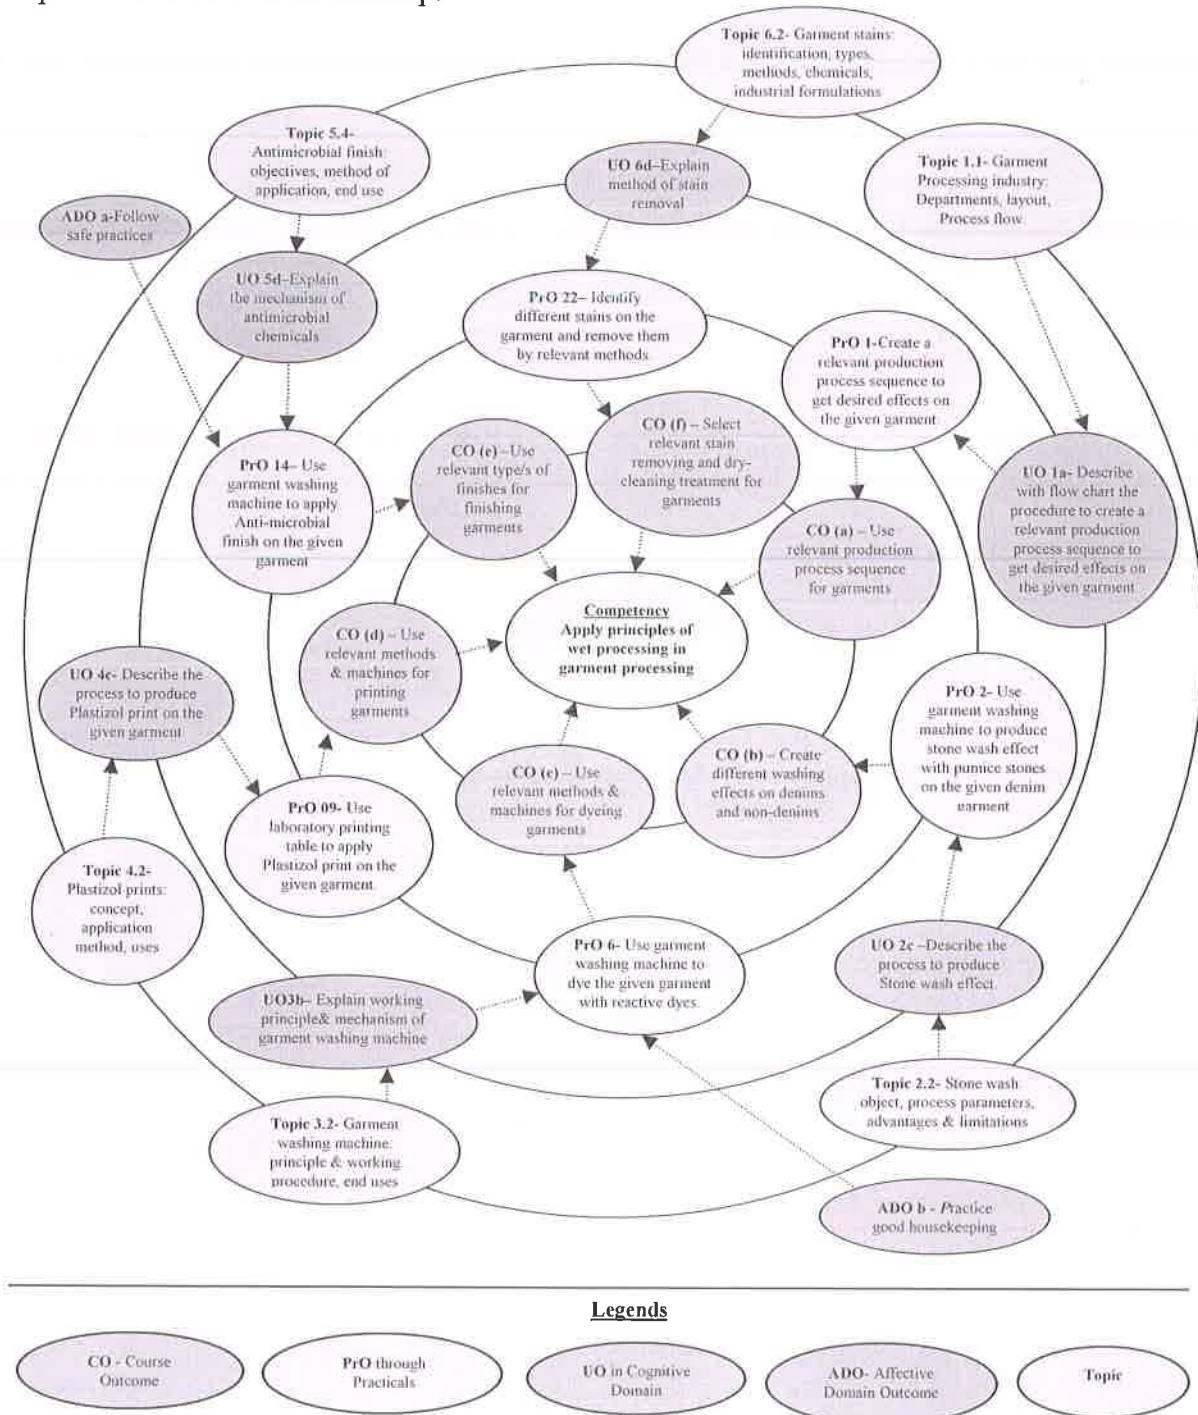 Topic 6.2- Garment stains:
identification, types,
methods, chemicals,
industrial formulations
Topic 5.4-
Antimicrobial finish:
objectives, method of
application, end use
Topic 1.1- Garment
Processing industry:
Departments, layout,
Process flow.
UO 6d–Explain
method of stain
removal
ADO a-Follow
safe practices
UO 5d–Explain
the mechanism of
antimicrobial
chemicals
PrO 22– Identify
different stains on the
garment and remove them
by relevant methods
PrO 1-Create a
relevant production
process sequence to
get desired effects on
the given garment.
CO (f) – Select
relevant stain
removing and dry-
cleaning treatment for
garments
CO (e) –Use
relevant type/s of
finishes for
finishing
garments
UO 1a- Describe
with flow chart the
procedure to create a
relevant production
process sequence to
get desired effects on
the given garment
PrO 14– Use
garment washing
machine to apply
Anti-microbial
finish on the given
garment
CO (a) – Use
relevant production
process sequence
for garments
Competency
Apply principles of
wet processing in
garment processing
CO (d) – Use
relevant methods
& machines for
printing
garments
UO 4c- Describe the
process to produce
Plastizol print on the
given garment
PrO 2- Use
garment washing
machine to produce
stone wash effect
with pumice stones
on the given denim
garment
CO (c) – Use
relevant methods &
machines for dyeing
garments
CO (b) – Create
different washing
effects on denims
and non-denims
PrO 09- Use
laboratory printing
table to apply
Plastizol print on the
given garment.
Topic 4.2-
Plastizol prints:
concept,
application
method, uses
PrO 6- Use garment
washing machine to
dye the given garment
with reactive dyes.
UO 2c –Describe the
process to produce
Stone wash effect.
UO3b– Explain working
principle& mechanism of
garment washing machine
Topic 2.2- Stone wash
object, process parameters,
advantages & limitations
Topic 3.2- Garment
washing machine:
principle & working
procedure, end uses
ADO b - Practice
good housekeeping
Legends
CO - Course
Outcome
PrO through
Practicals
UO in Cognitive
Domain
ADO- Affective
Domain Outcome
Topic